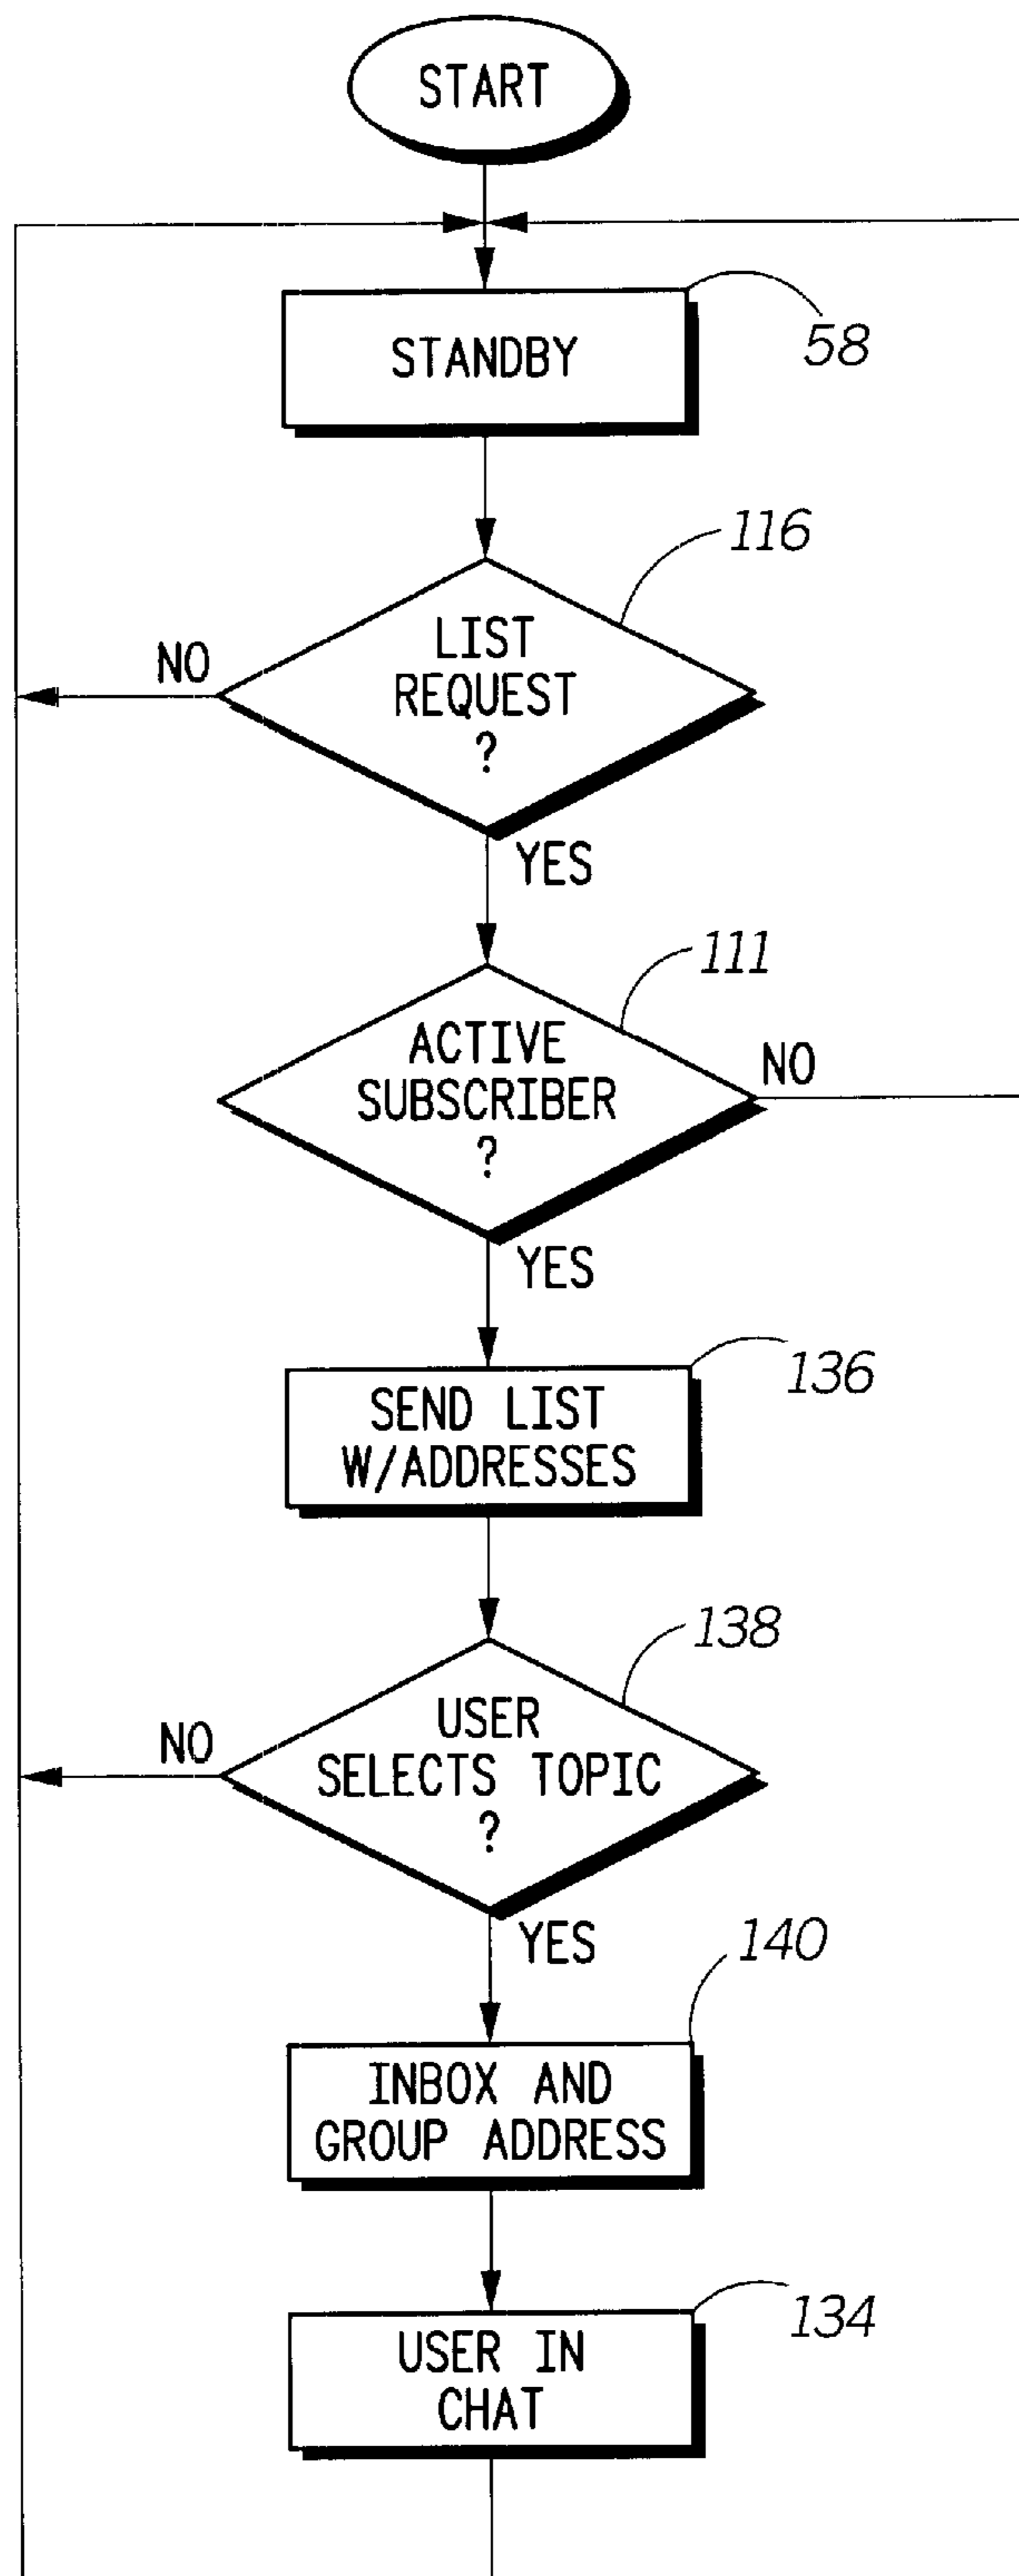 START
STANDBY
58
116
LIST
REQUEST
?
NO
YES
111
ACTIVE
SUBSCRIBER
?
NO
YES
136
SEND LIST
W/ADDRESSES
138
USER
SELECTS TOPIC
?
NO
YES
140
INBOX AND
GROUP ADDRESS
134
USER IN
CHAT